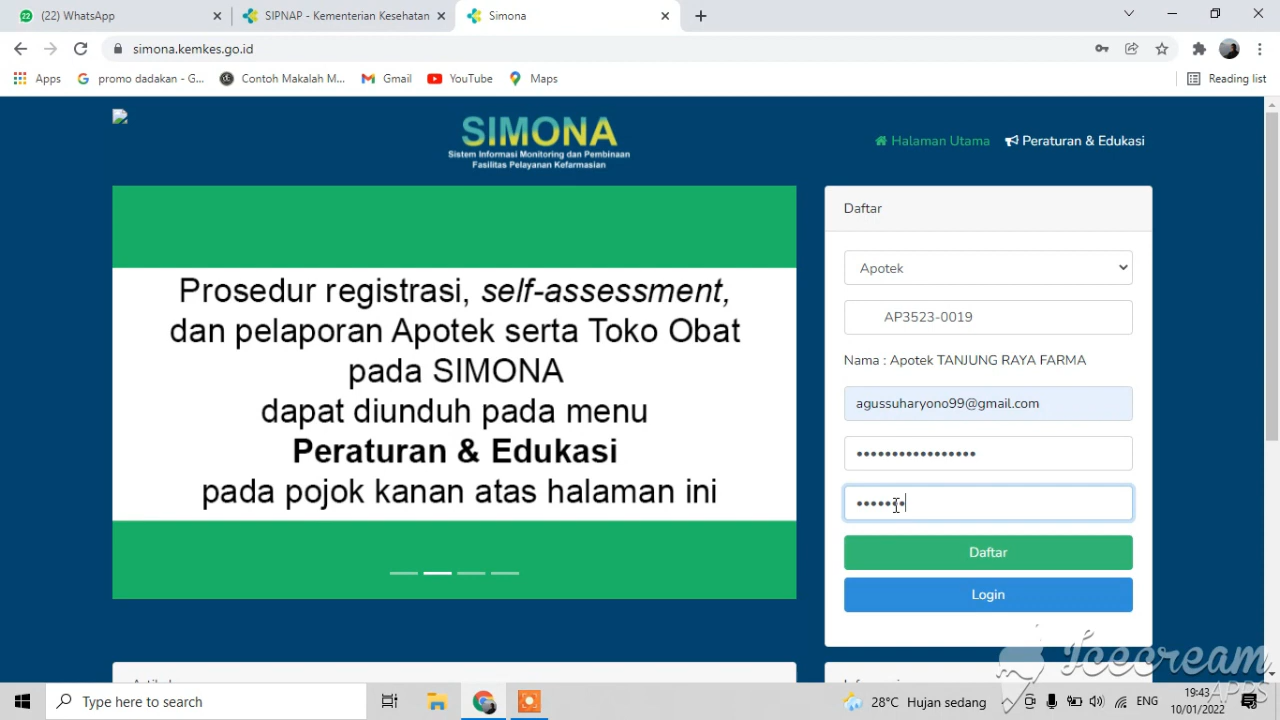 (22) WhatsApp
SIPNAP - Kementerian Kesehatan
Simona
simona.kemkes.go.id
Apps
promo dadakan - G...
Contoh Makalah M...
Gmail
YouTube
Maps
Reading list
SIMONA
Sistem Informasi Monitoring dan Pembinaan
Fasilitas Pelayanan Kefarmasian
Halaman Utama
Peraturan & Edukasi
Prosedur registrasi, self-assessment,
dan pelaporan Apotek serta Toko Obat
pada SIMONA
dapat diunduh pada menu
Peraturan & Edukasi
pada pojok kanan atas halaman ini
Daftar
Apotek
AP3523-0019
Nama : Apotek TANJUNG RAYA FARMA
agussuharyono99@gmail.com
Daftar
Login
Icecream
APPS
Type here to search
28°C Hujan sedang
ENG
19:43
10/01/2022